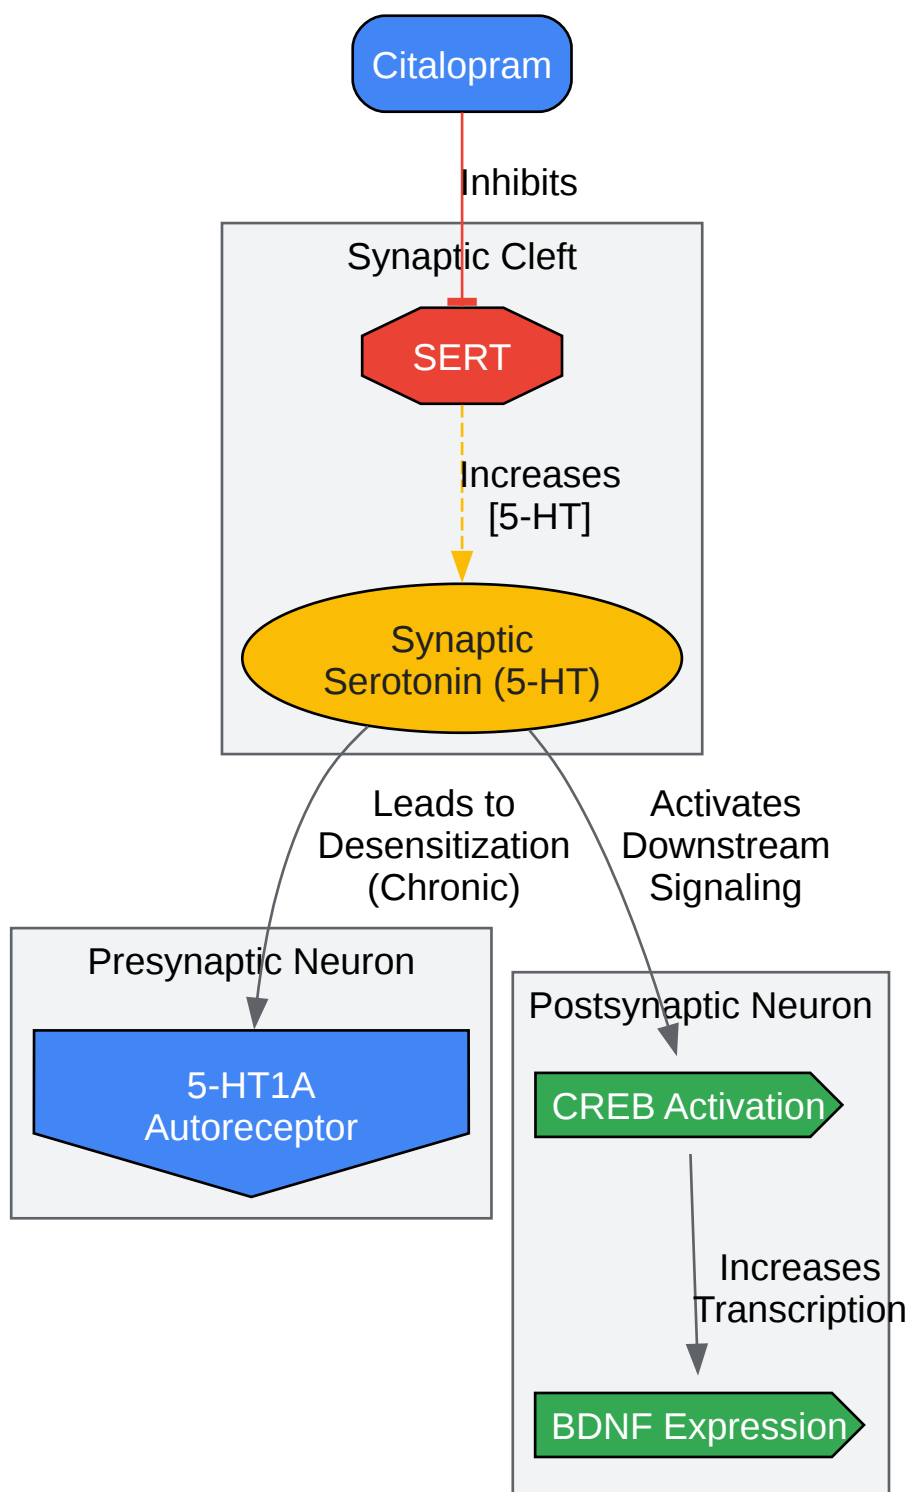 Citalopram
Inhibits
Synaptic Cleft
SERT
Increases
[5-HT]
Synaptic
Serotonin (5-HT)
Leads to
Desensitization
(Chronic)
Activates
Downstream
Signaling
Presynaptic Neuron
5-HT1A
Autoreceptor
Postsynaptic Neuron
CREB Activation
Increases
Transcription
BDNF Expression